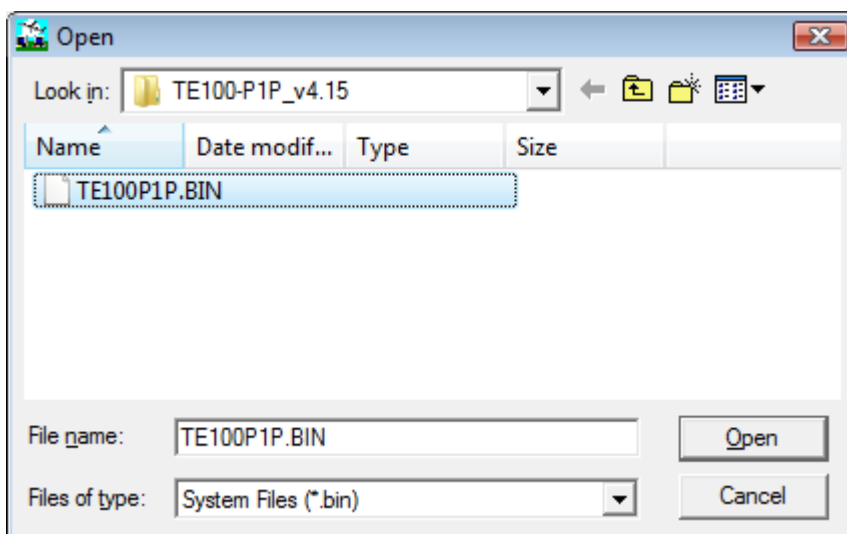 Open
Look in: TE100-P1P_v4.15
Name Date modif... Type Size
TE100P1P.BIN
File name: TE100P1P.BIN Open
Files of type: System Files (*.bin) Cancel